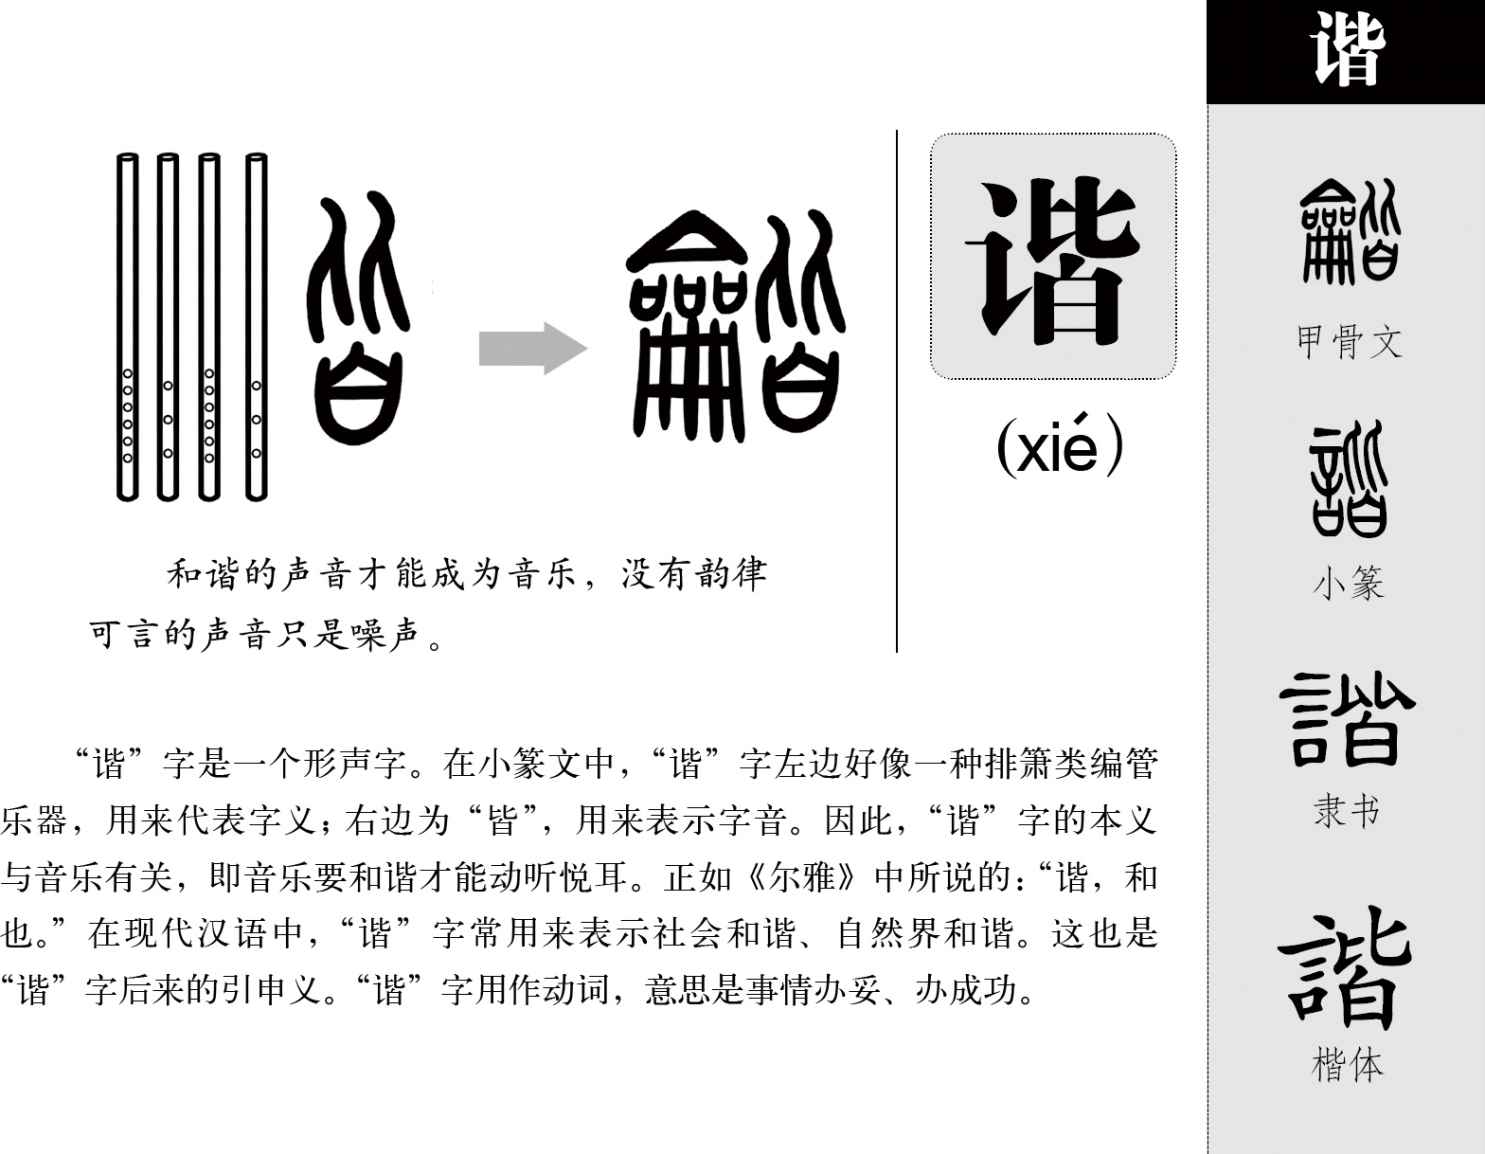 谐
谐
(xié)
和谐的声音才能成为音乐，没有韵律
可言的声音只是噪声。
“谐”字是一个形声字。在小篆文中，“谐”字左边好像一种排箫类编管
乐器，用来代表字义；右边为“皆”，用来表示字音。因此，“谐”字的本义
与音乐有关，即音乐要和谐才能动听悦耳。正如《尔雅》中所说的：“谐，和
也。”在现代汉语中，“谐”字常用来表示社会和谐、自然界和谐。这也是
“谐”字后来的引申义。“谐”字用作动词，意思是事情办妥、办成功。
甲骨文
諧
小篆
諧
隶书
諧
楷体